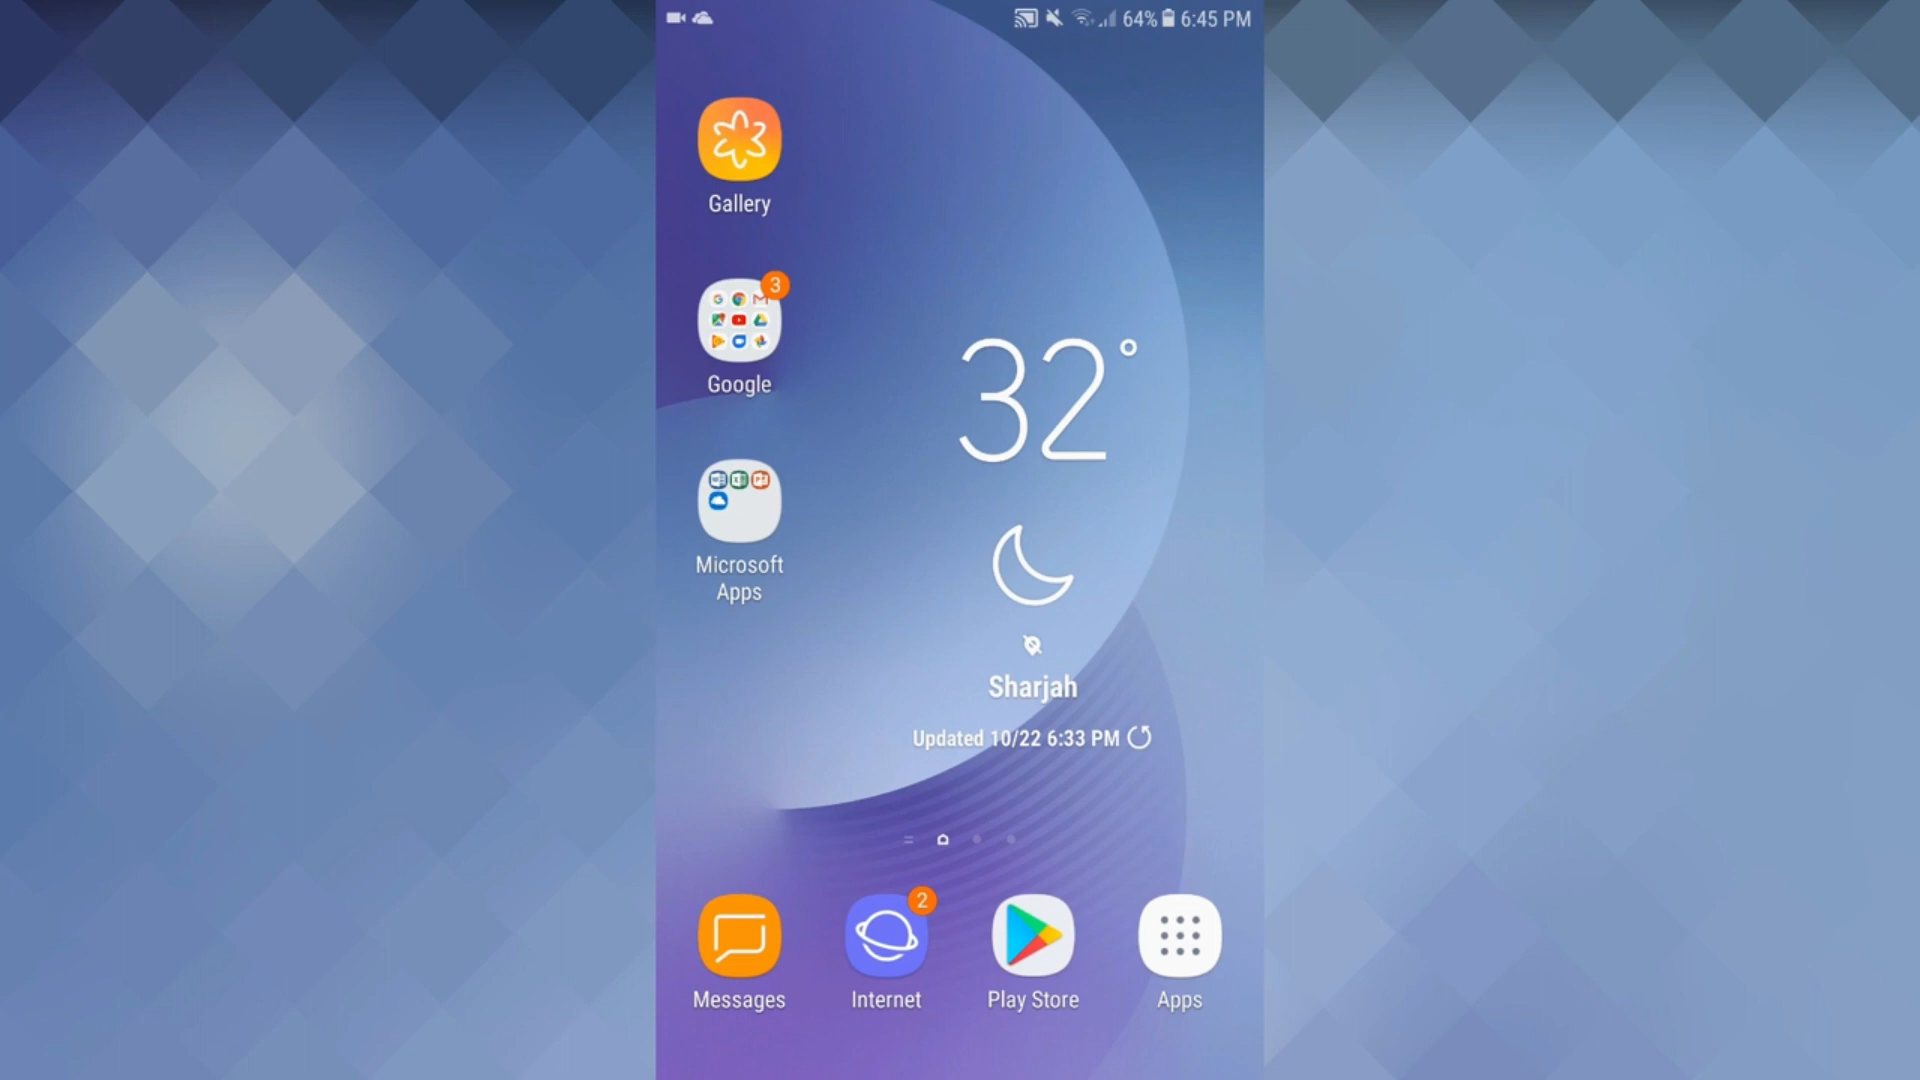 64% 6:45 PM
Gallery
3
Google
32°
Microsoft
Apps
Sharjah
Updated 10/22 6:33 PM
Messages
2
Internet
Play Store
Apps